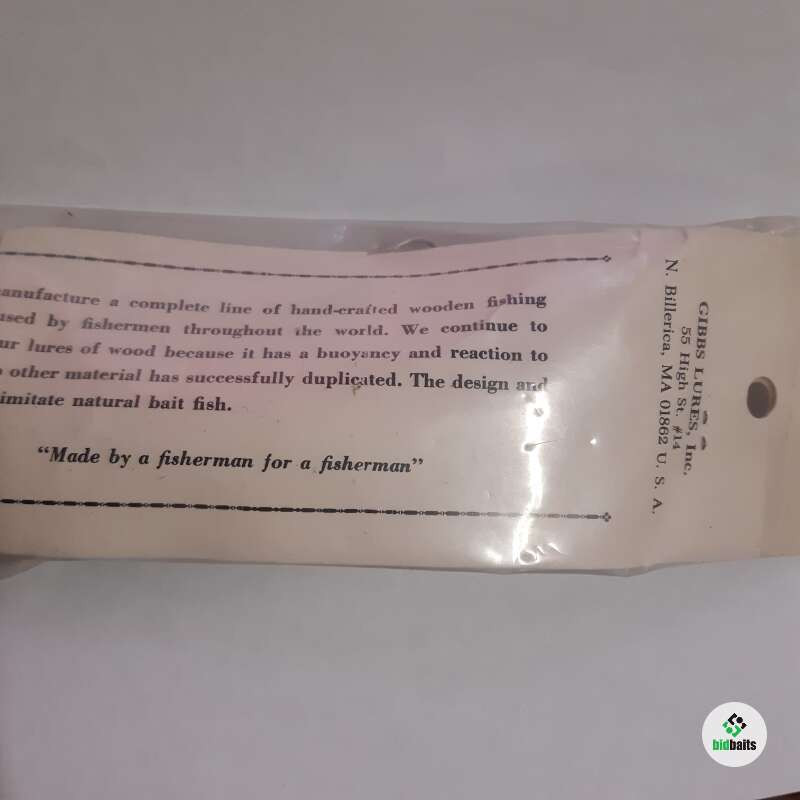 anufacture a complete line of hand-crafted wooden fishing
used by fishermen throughout the world. We continue to
ur lures of wood because it has a buoyancy and reaction to
other material has successfully duplicated. The design and
imitate natural bait fish.
"Made by a fisherman for a fisherman"
GIBBS LURES, Inc.
55 High St. #14
N. Billerica, MA 01862 U. S. A.
bidbaits